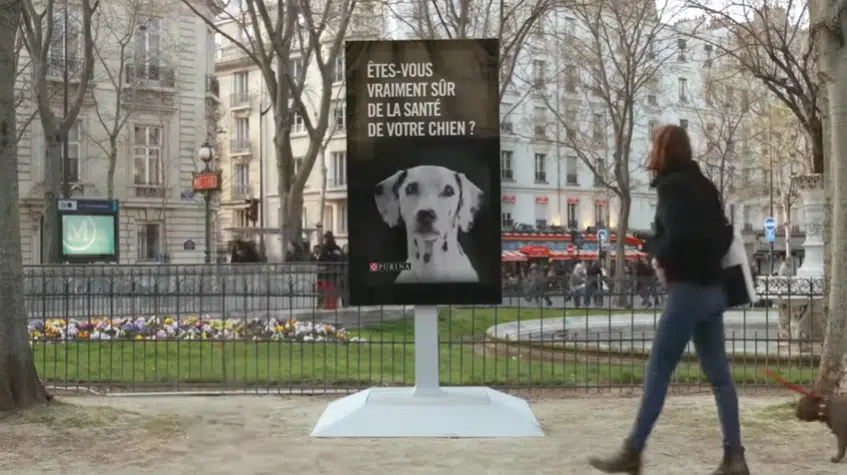 ÊTES-VOUS
VRAIMENT SÛR
DE LA SANTÉ
DE VOTRE CHIEN ?
PURINA
M